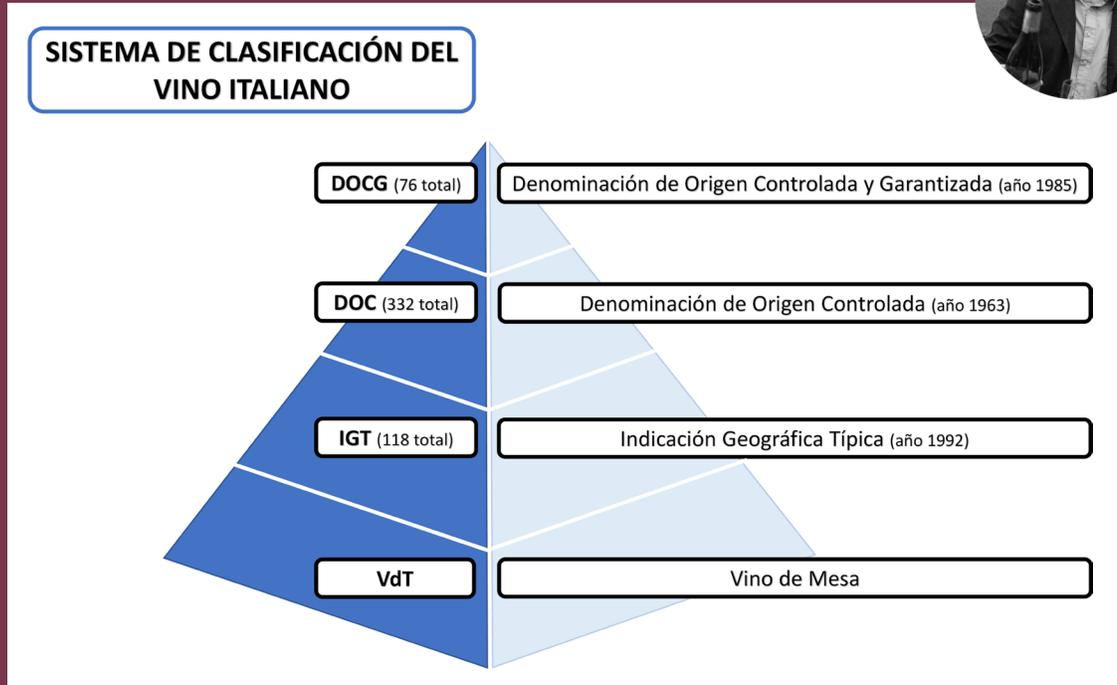 SISTEMA DE CLASIFICACIÓN DEL
VINO ITALIANO
DOCG (76 total)
Denominación de Origen Controlada y Garantizada (año 1985)
DOC (332 total)
Denominación de Origen Controlada (año 1963)
IGT (118 total)
Indicación Geográfica Típica (año 1992)
VdT
Vino de Mesa